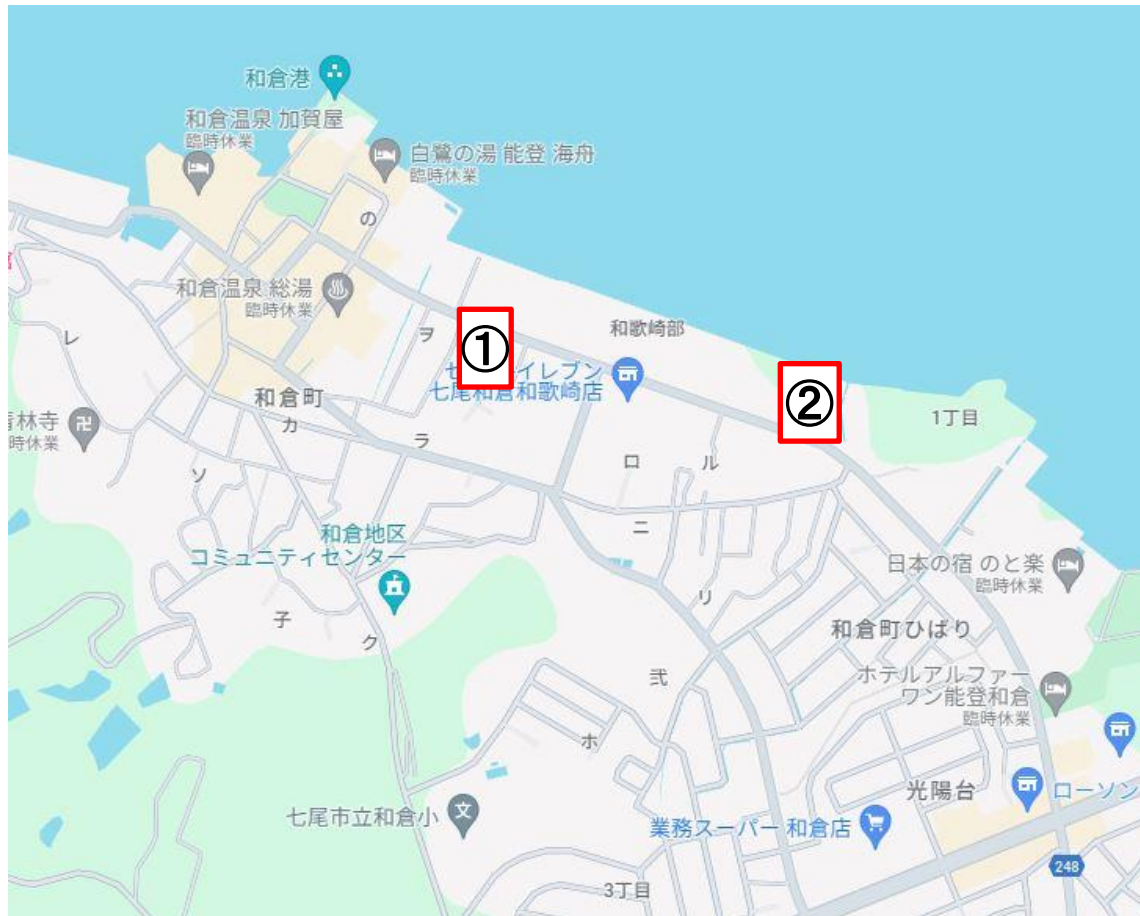 和倉港
和倉温泉 加賀屋
臨時休業
白鷺の湯 能登 海舟
臨時休業
の
和倉温泉 総湯
臨時休業
レ
ヲ
①
和歌崎部
イレブン
七尾和倉和歌崎店
②
1丁目
和倉町
カ
ラ
青林寺
時休業
ソ
ロ
ル
ニ
和倉地区
コミュニティセンター
日本の宿 のと楽
臨時休業
リ
子
ク
和倉町ひばり
弐
ホテルアルファー
ワン能登和倉
臨時休業
ホ
光陽台
ローソン
七尾市立和倉小
業務スーパー 和倉店
248
3丁目